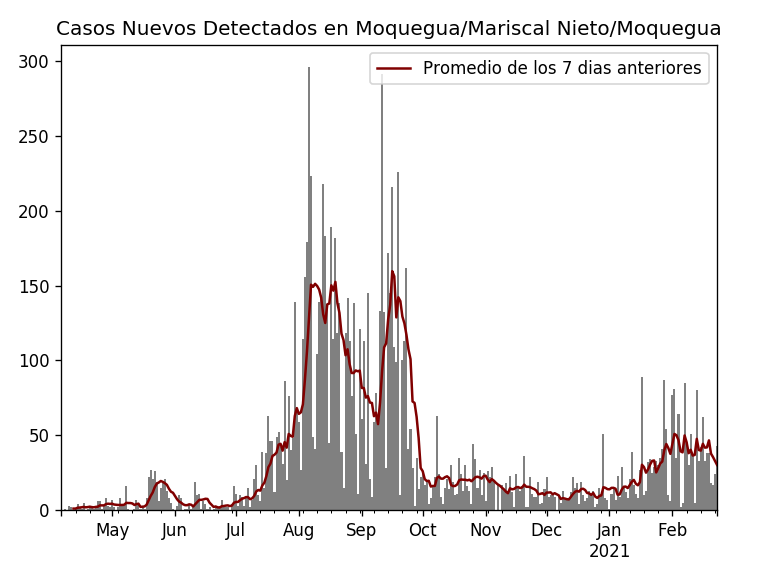 Casos Nuevos Detectados en Moquegua/Mariscal Nieto/Moquegua
Promedio de los 7 dias anteriores
300
250
200
150
100
50
0
May Jun Jul Aug Sep Oct Nov Dec Jan Feb
2021